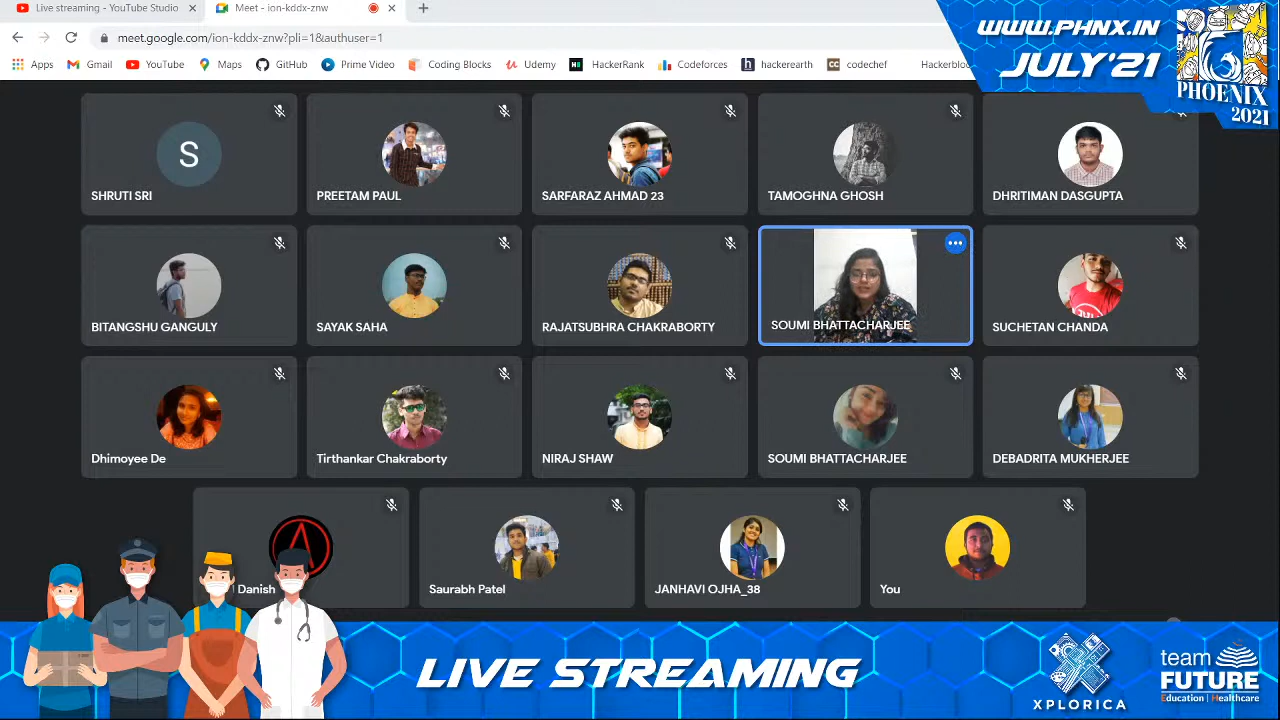 Live streaming - YouTube Studio
Meet - ion-kddx-znw
meet.google.com/ion-kddx-znw?pli=1&authuser=1
Apps Gmail YouTube Maps GitHub Prime Video Coding Blocks Udemy HackerRank Codeforces hackerearth codechef Hackerblo
WWW.PHNX.IN
JULY'21
PHOENIX
2021
S
SHRUTI SRI
PREETAM PAUL
SARFARAZ AHMAD 23
TAMOGHNA GHOSH
DHRITIMAN DASGUPTA
BITANGSHU GANGULY
SAYAK SAHA
RAJATSUBHRA CHAKRABORTY
SOUMI BHATTACHARJEE
SUCHETAN CHANDA
Dhimoyee De
Tirthankar Chakraborty
NIRAJ SHAW
SOUMI BHATTACHARJEE
DEBADRITA MUKHERJEE
Danish
Saurabh Patel
JANHAVI OJHA_38
You
LIVE STREAMING
XPLORICA
team
FUTURE
Education | Healthcare